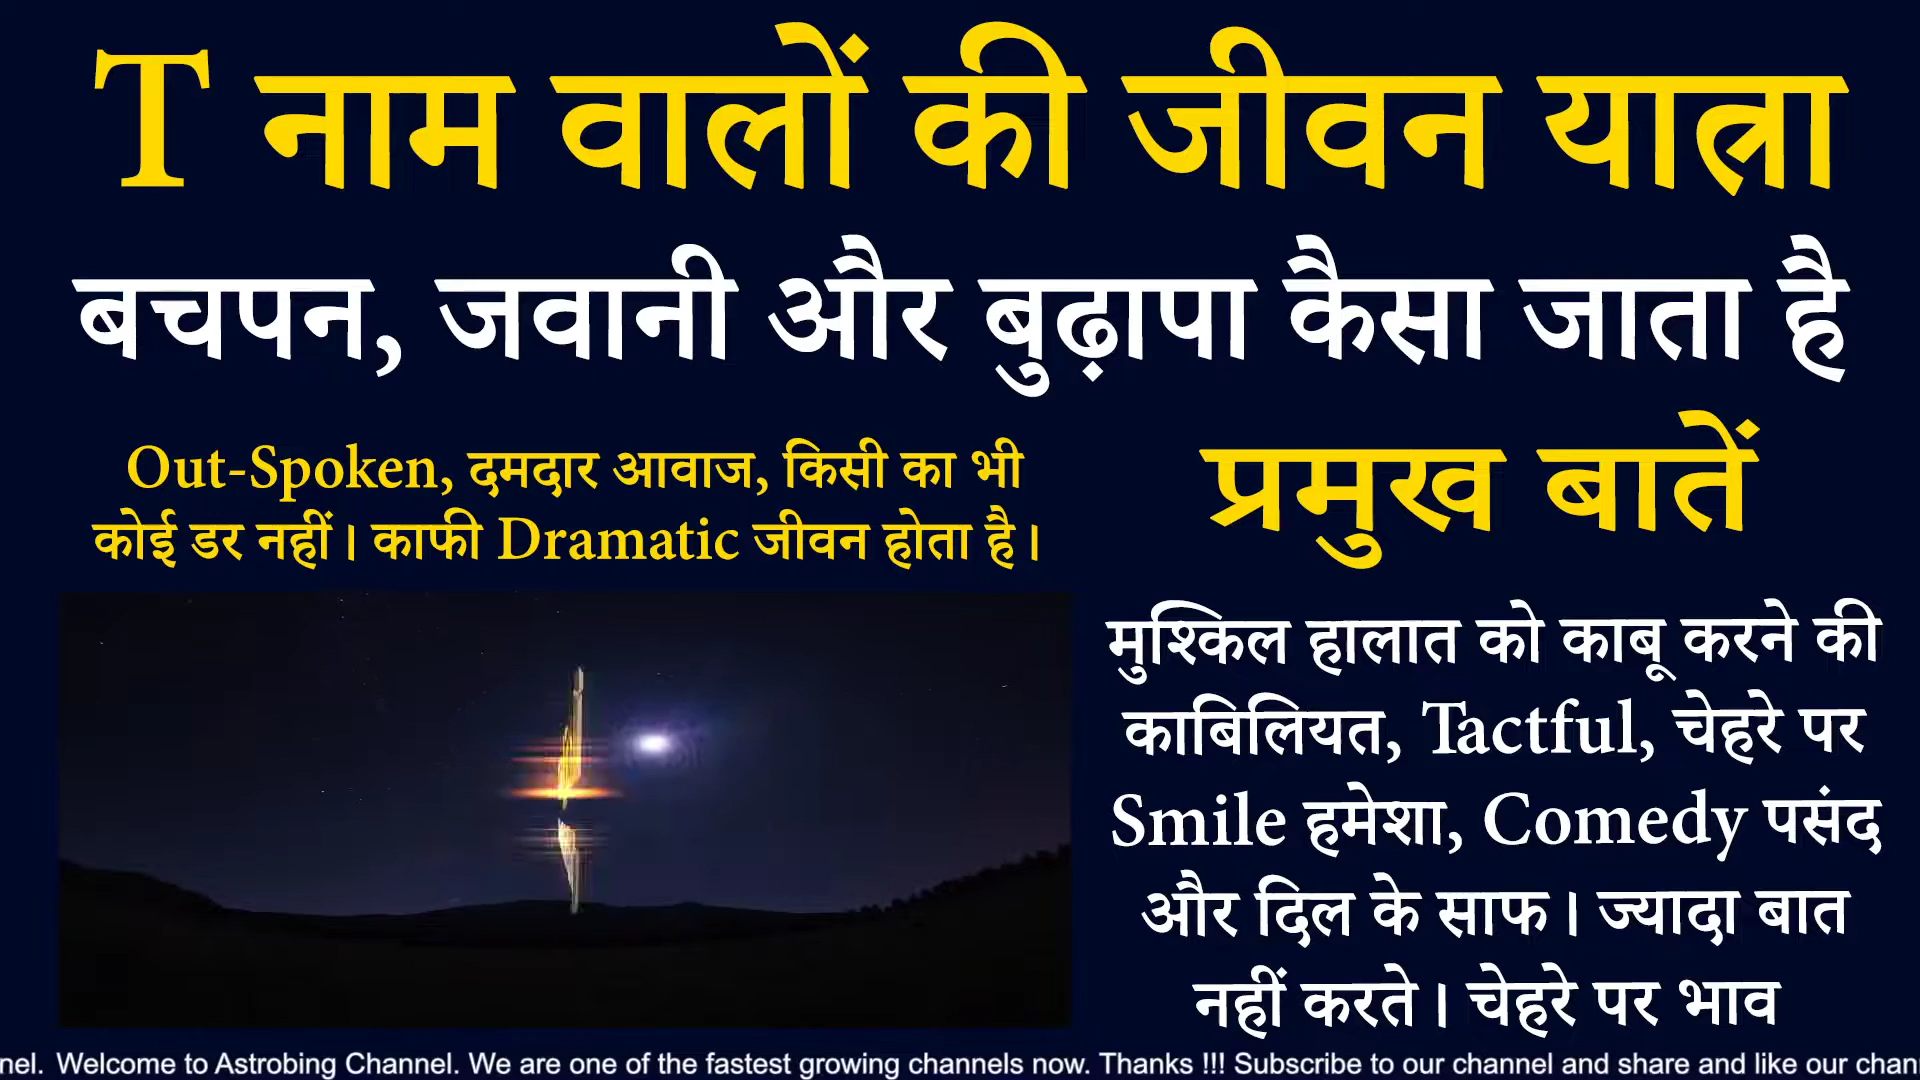 T नाम वालों की जीवन यात्रा
बचपन, जवानी और बुढ़ापा कैसा जाता है
Out-Spoken, दमदार आवाज, किसी का भी
कोई डर नहीं। काफी Dramatic जीवन होता है।
प्रमुख बातें
मुश्किल हालात को काबू करने की
काबिलियत, Tactful, चेहरे पर
Smile हमेशा, Comedy पसंद
और दिल के साफ। ज्यादा बात
नहीं करते। चेहरे पर भाव
nel. Welcome to Astrobing Channel. We are one of the fastest growing channels now. Thanks !!! Subscribe to our channel and share and like our chan